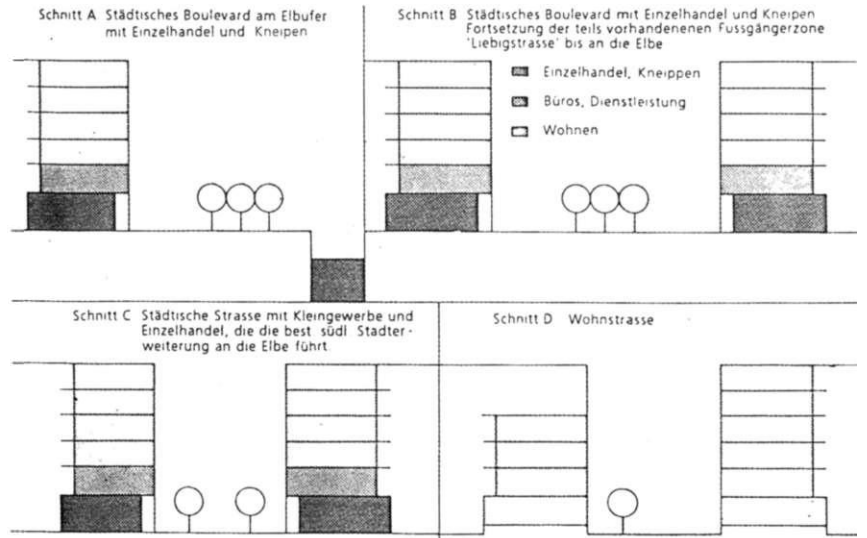 Schnitt A Städtisches Boulevard am Elbufer
mit Einzelhandel und Kneipen
Schnitt B Städtisches Boulevard mit Einzelhandel und Kneipen
Fortsetzung der teils vorhandenenen Fussgängerzone
'Liebigstrasse' bis an die Elbe
Einzelhandel, Kneippen
Büros, Dienstleistung
Wohnen
Schnitt C Städtische Strasse mit Kleingewerbe und
Einzelhandel, die die best südl Stadter-
weiterung an die Elbe führt.
Schnitt D Wohnstrasse